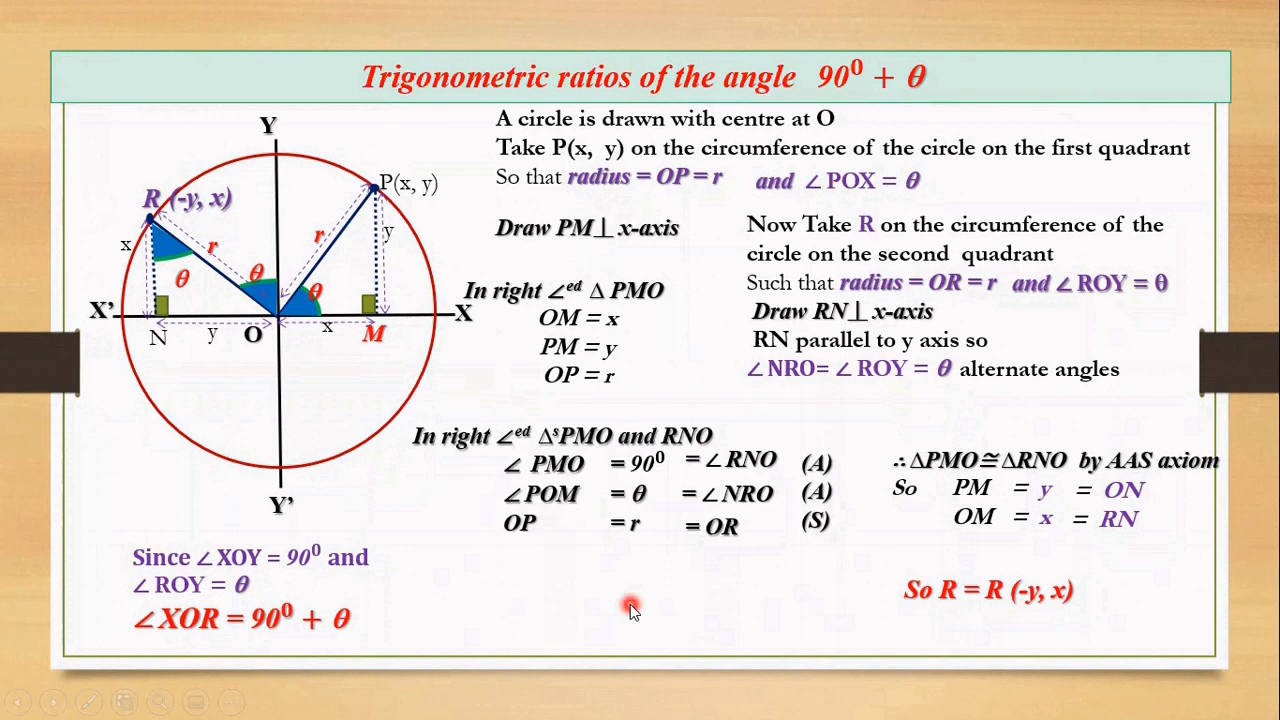 Trigonometric ratios of the angle 90⁰ + θ
A circle is drawn with centre at O
Take P(x, y) on the circumference of the circle on the first quadrant
So that radius = OP = r and ∠ POX = θ
Draw PM⊥ x-axis
Now Take R on the circumference of the
circle on the second quadrant
Such that radius = OR = r and ∠ ROY = θ
Draw RN⊥ x-axis
RN parallel to y axis so
∠NRO= ∠ ROY = θ alternate angles
In right ∠ᵉᵈ Δ PMO
OM = x
PM = y
OP = r
Y
R (-y, x)
P(x, y)
x
r
r
y
θ
θ
θ
X'
X
N
y
O
x
M
Y'
In right ∠ᵉᵈ ΔˢPMO and RNO
∠ PMO = 90⁰ = ∠RNO (A)
∠POM = θ = ∠NRO (A)
OP = r = OR (S)
∴ ΔPMO≅ΔRNO by AAS axiom
So PM = y = ON
OM = x = RN
Since ∠XOY = 90⁰ and
∠ ROY = θ
∠XOR = 90⁰ + θ
So R = R (-y, x)